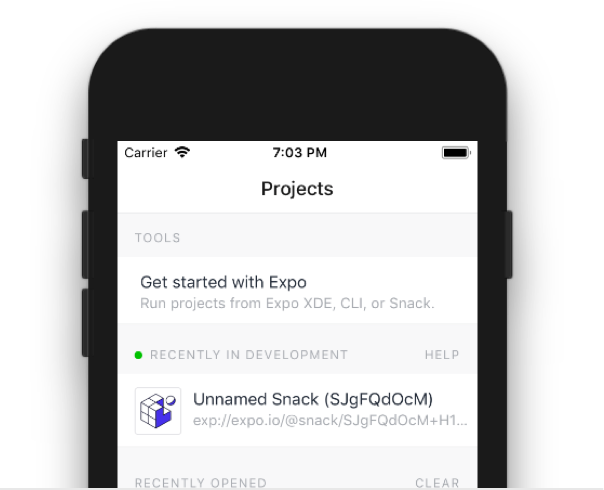 Carrier 7:03 PM
Projects
TOOLS
Get started with Expo
Run projects from Expo XDE, CLI, or Snack.
RECENTLY IN DEVELOPMENT HELP
Unnamed Snack (SJgFQdOcM)
exp://expo.io/@snack/SJgFQdOcM+H1...
RECENTLY OPENED CLEAR